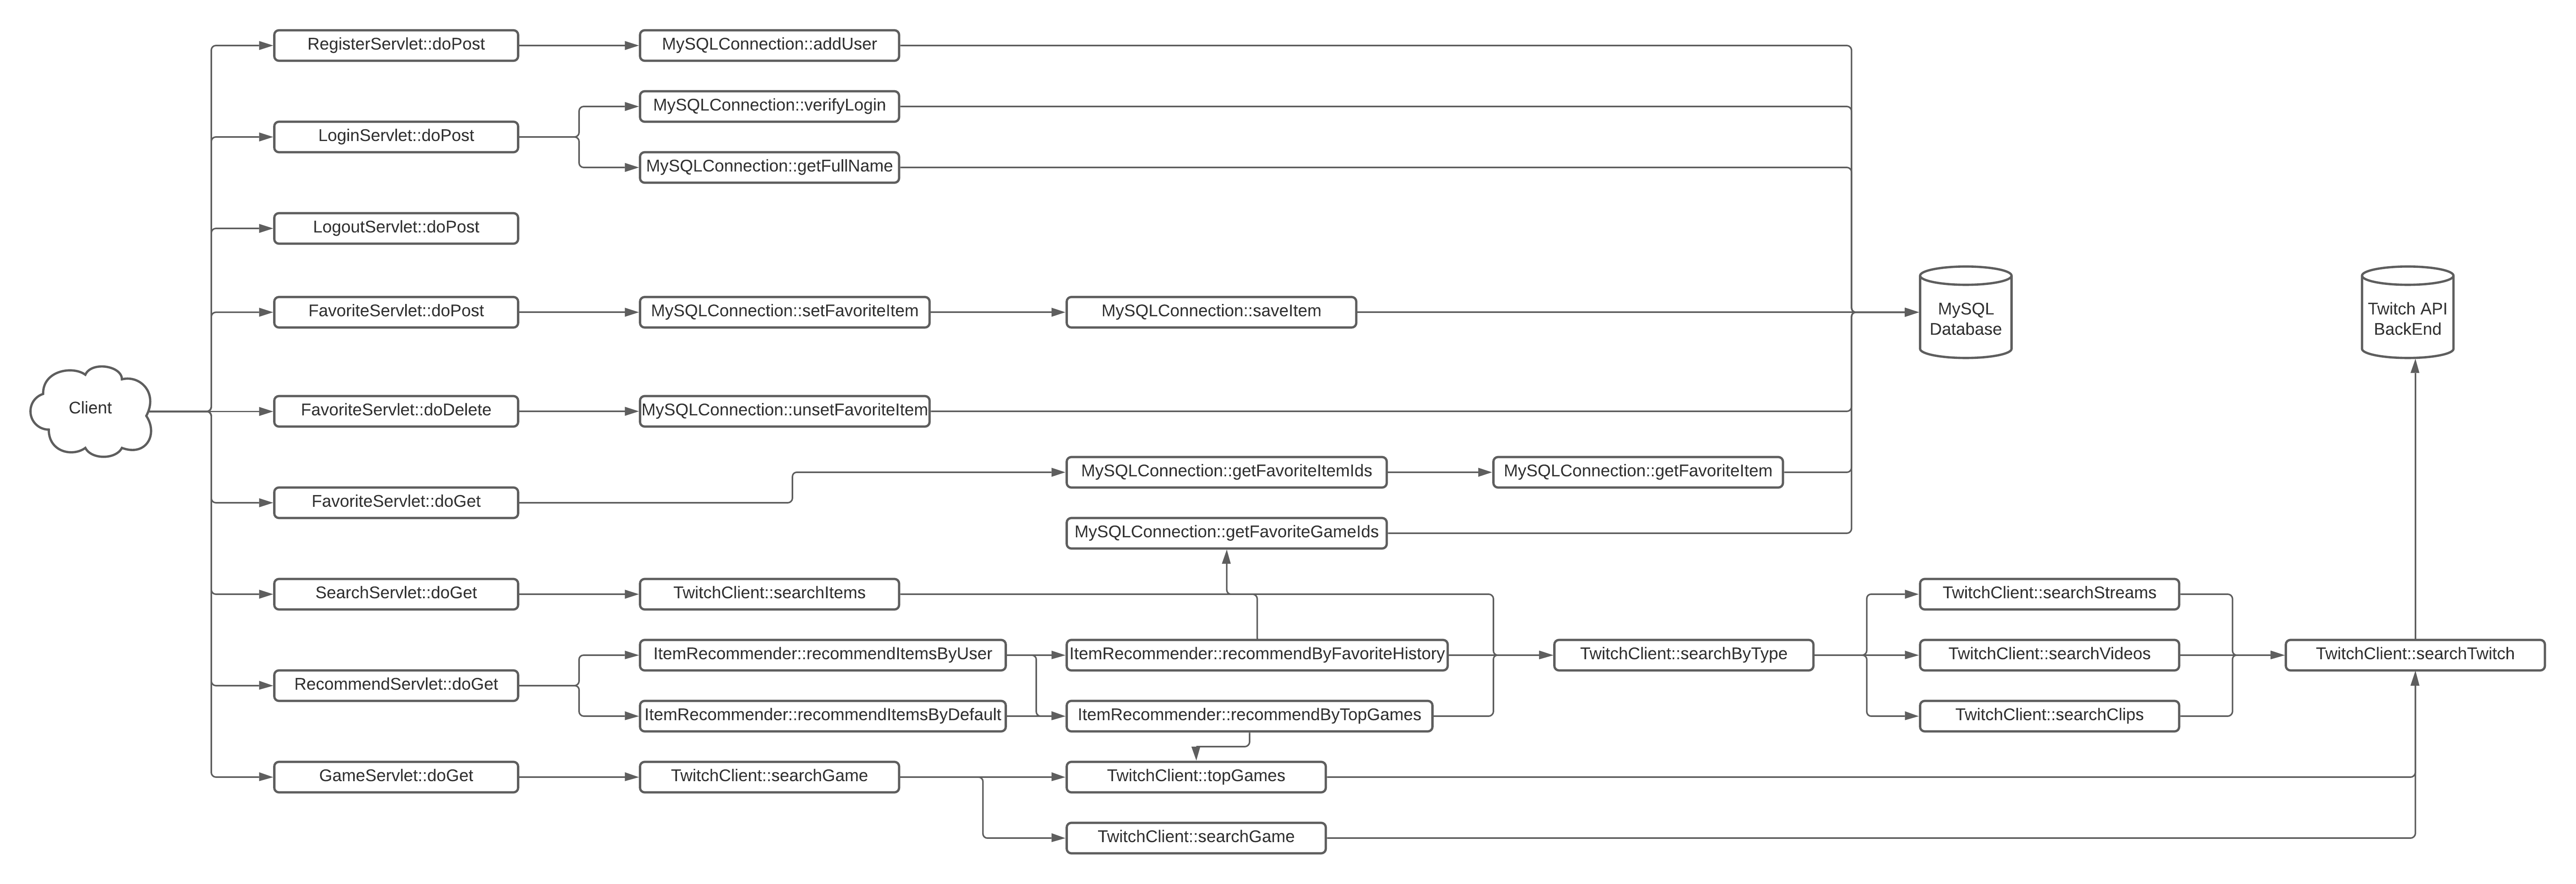 RegisterServlet::doPost
MySQLConnection::addUser
MySQLConnection::verifyLogin
LoginServlet::doPost
MySQLConnection::getFullName
LogoutServlet::doPost
FavoriteServlet::doPost
MySQLConnection::setFavoriteItem
MySQLConnection::saveItem
MySQL
Database
Twitch API
BackEnd
Client
FavoriteServlet::doDelete
MySQLConnection::unsetFavoriteItem
MySQLConnection::getFavoriteItemIds
MySQLConnection::getFavoriteItem
FavoriteServlet::doGet
MySQLConnection::getFavoriteGameIds
SearchServlet::doGet
TwitchClient::searchItems
TwitchClient::searchStreams
ItemRecommender::recommendItemsByUser
ItemRecommender::recommendByFavoriteHistory
TwitchClient::searchByType
TwitchClient::searchVideos
TwitchClient::searchTwitch
RecommendServlet::doGet
ItemRecommender::recommendItemsByDefault
ItemRecommender::recommendByTopGames
TwitchClient::searchClips
GameServlet::doGet
TwitchClient::searchGame
TwitchClient::topGames
TwitchClient::searchGame